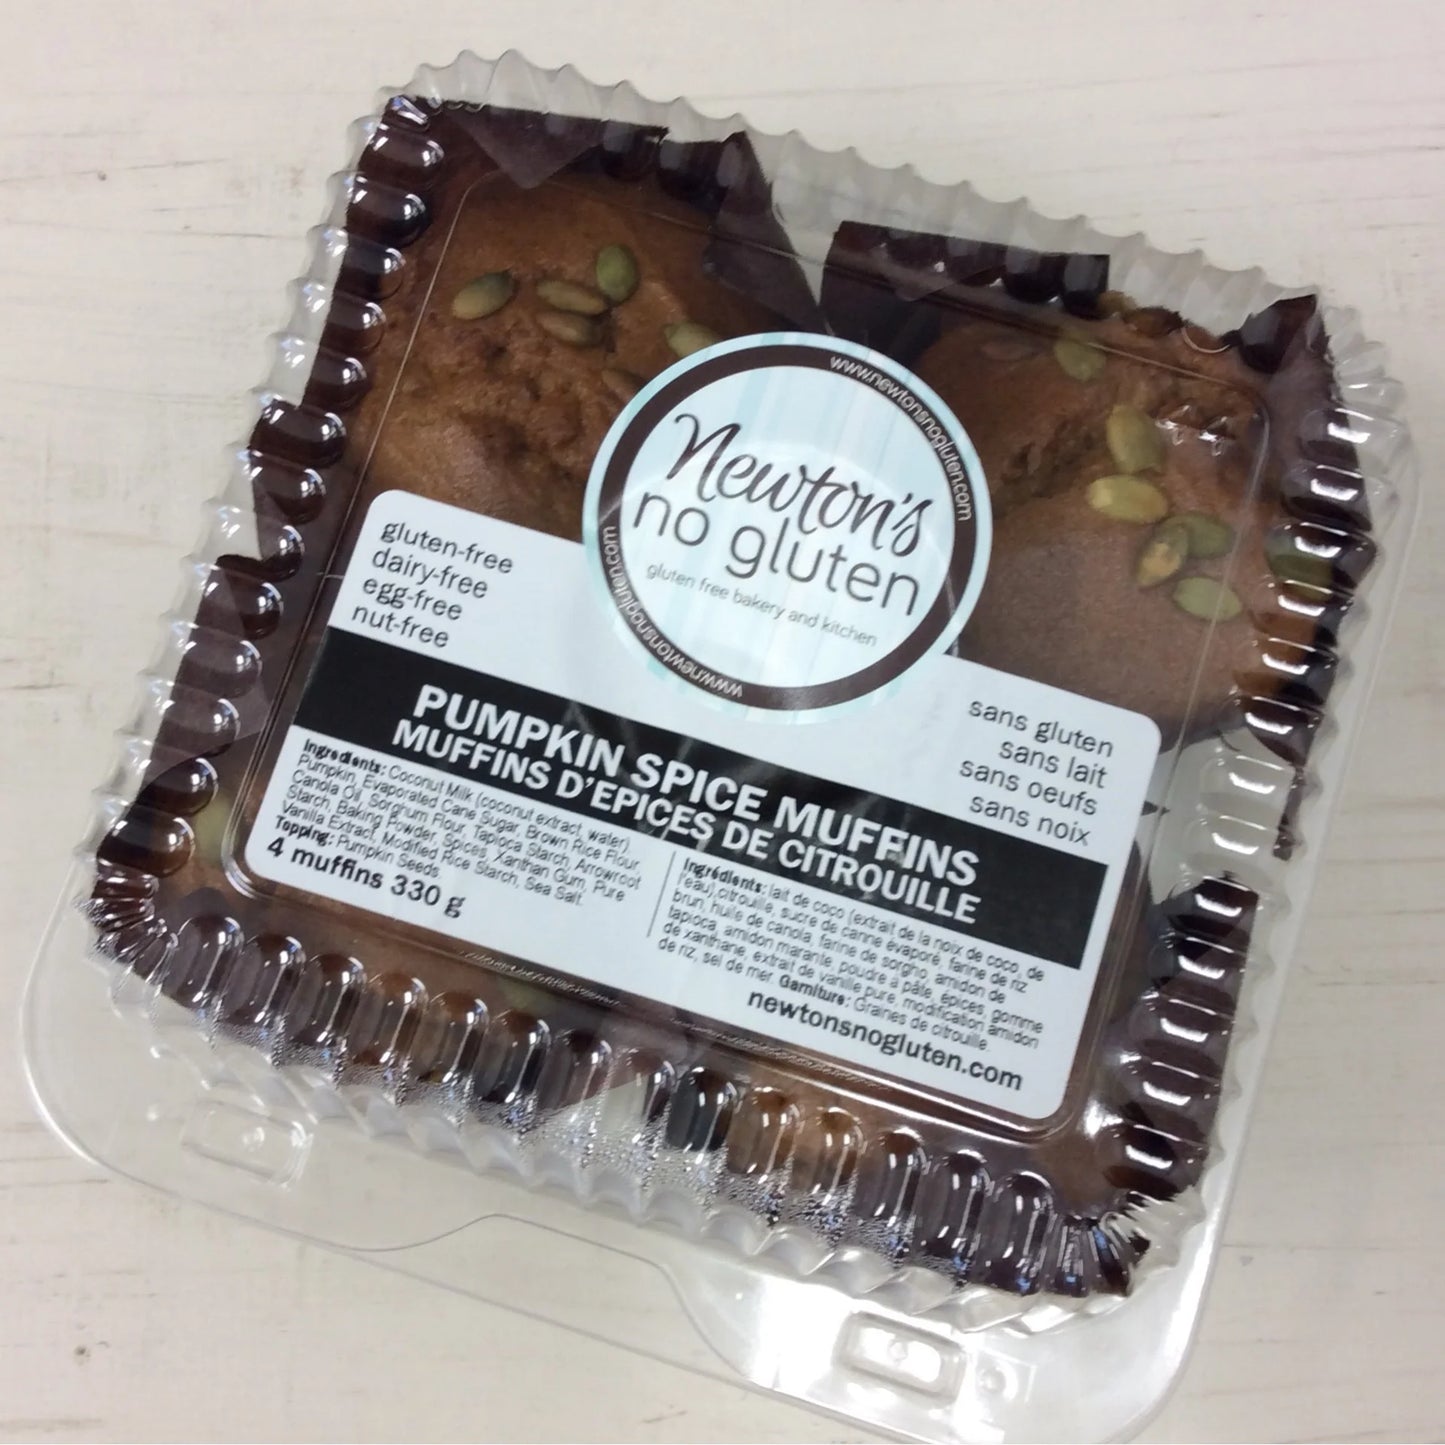 www.newtonsnogluten.com
Newton's
no gluten
gluten free bakery and kitchen
www.newtonsnogluten.com
gluten-free
dairy-free
egg-free
nut-free
sans gluten
sans lait
sans oeufs
sans noix
PUMPKIN SPICE MUFFINS
MUFFINS D'EPICES DE CITROUILLE
Ingredients: Coconut Milk (coconut extract, water),
Pumpkin, Evaporated Cane Sugar, Brown Rice Flour,
Canola Oil, Sorghum Flour, Tapioca Starch, Arrowroot
Starch, Baking Powder, Spices, Xanthan Gum, Pure
Vanilla Extract, Modified Rice Starch, Sea Salt.
Topping: Pumpkin Seeds.
4 muffins 330 g
Ingrédients: lait de coco (extrait de la noix de coco, de
l'eau),citrouille, sucre de canne évaporé, farine de riz
brun, huile de canola, farine de sorgho, amidon de
tapioca, amidon marante, poudre à pâte, épices, gomme
de xanthane, extrait de vanille pure, modification amidon
de riz, sel de mer. Garniture: Graines de citrouille.
newtonsnogluten.com